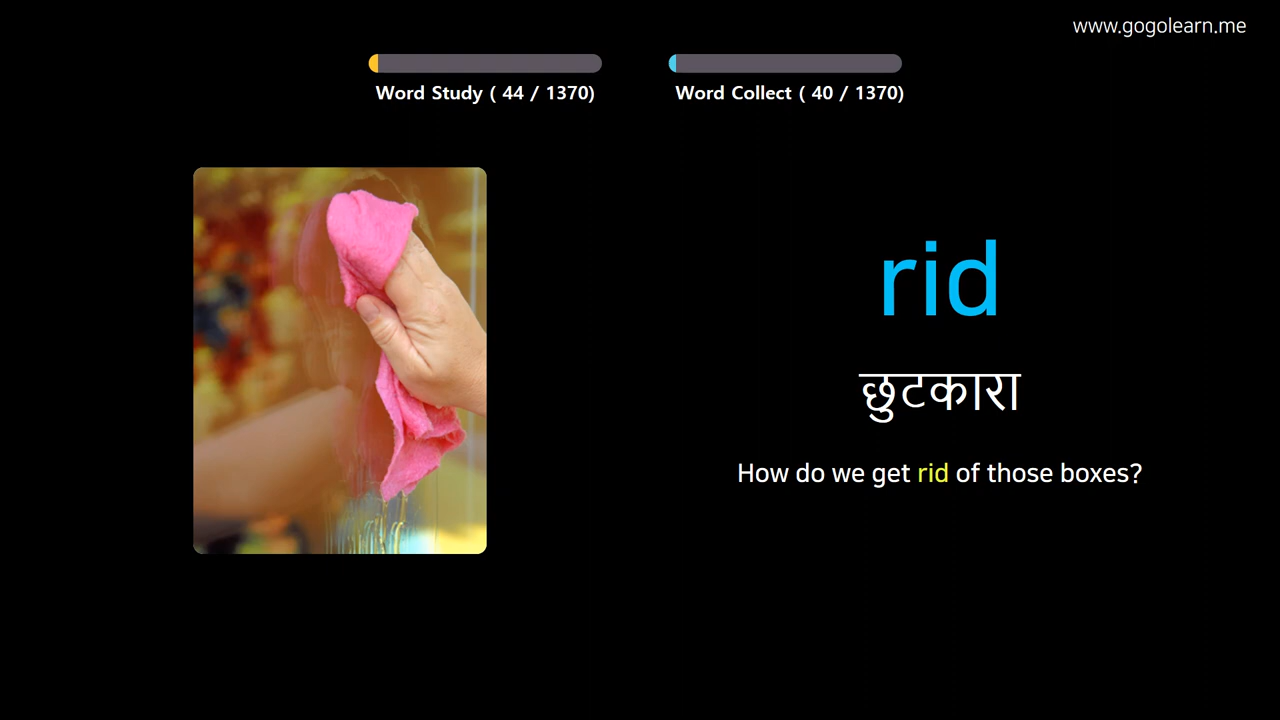 www.gogolearn.me
Word Study ( 44 / 1370)
Word Collect ( 40 / 1370)
rid
छुटकारा
How do we get rid of those boxes?